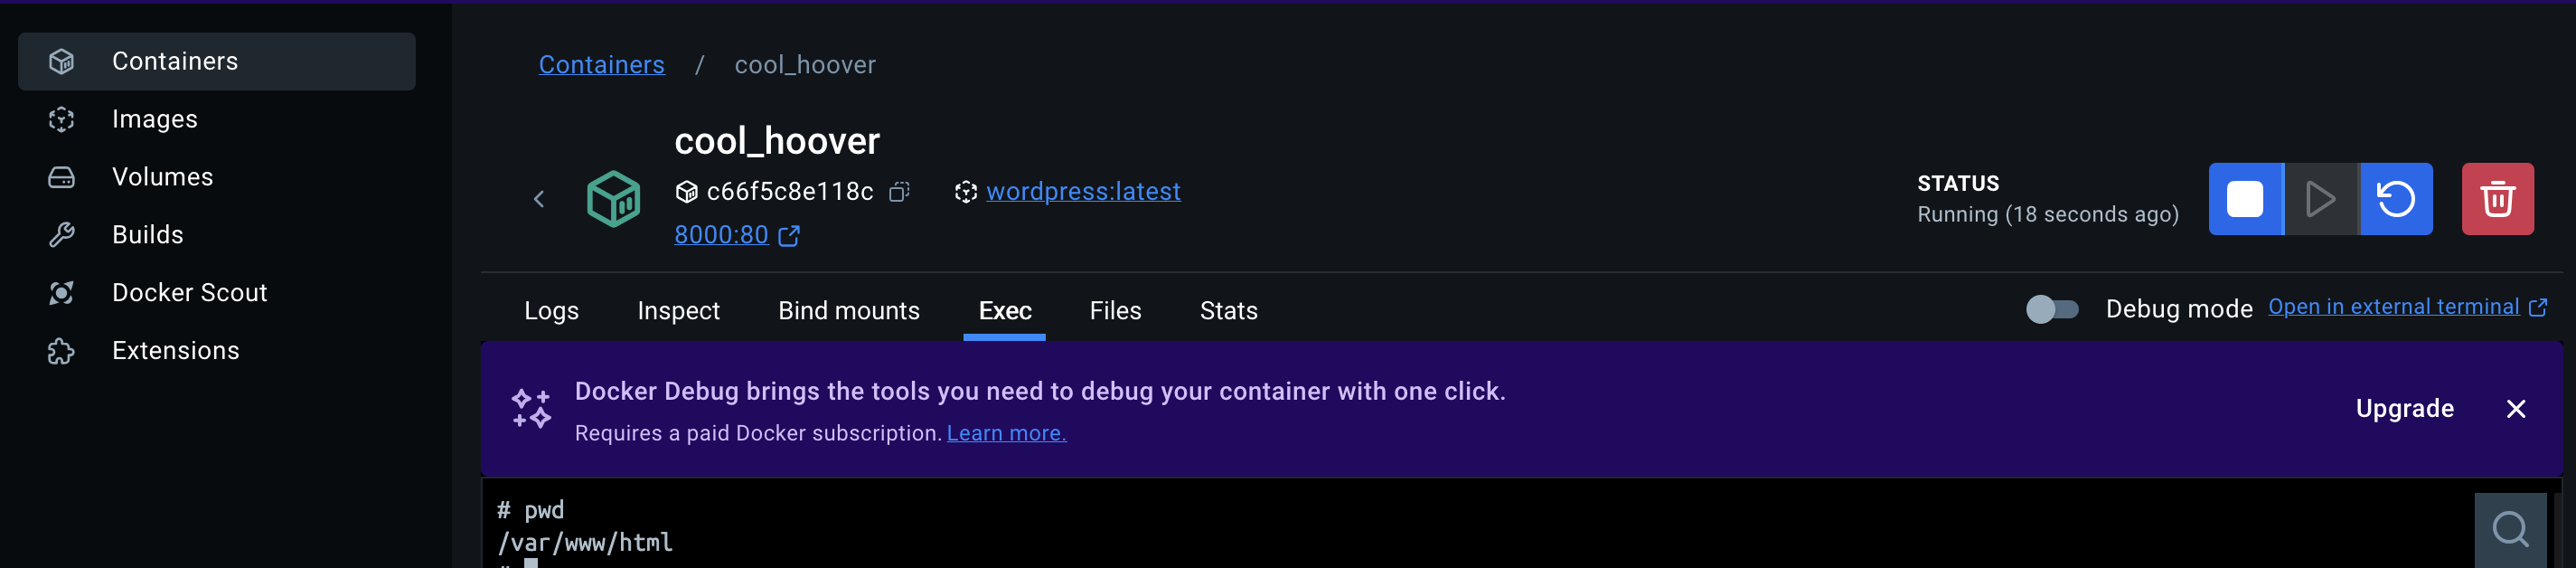 Containers
Images
Volumes
Builds
Docker Scout
Extensions
Containers / cool_hoover
cool_hoover
c66f5c8e118c wordpress:latest
8000:80
STATUS
Running (18 seconds ago)
Logs Inspect Bind mounts Exec Files Stats
Debug mode Open in external terminal
Docker Debug brings the tools you need to debug your container with one click.
Requires a paid Docker subscription. Learn more.
Upgrade
# pwd
/var/www/html
#